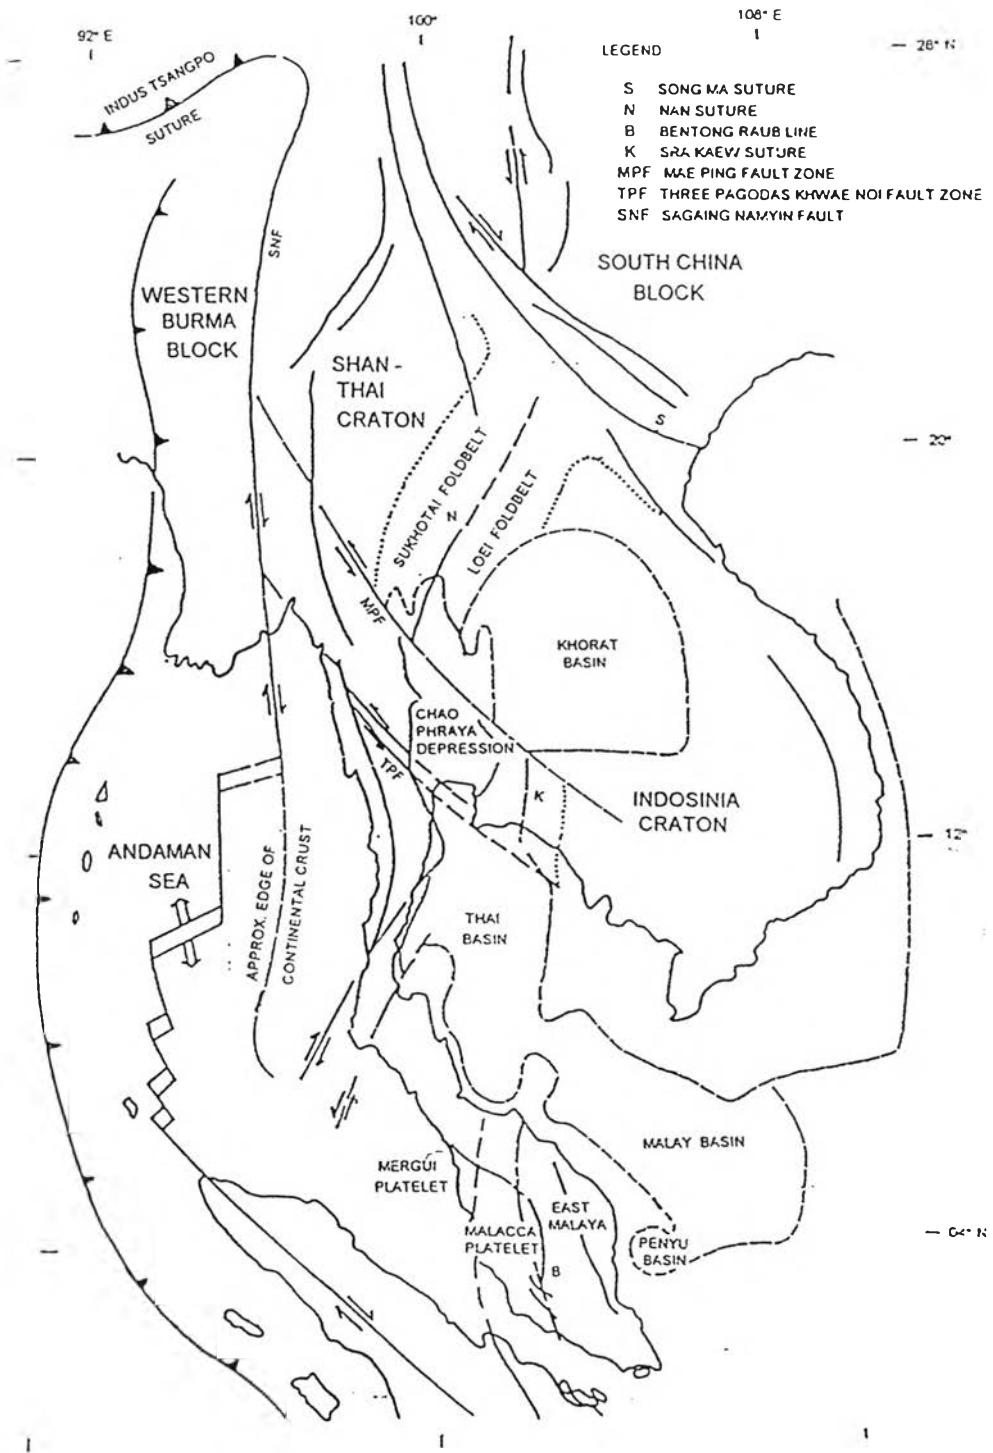 92° E
100°
108° E
28° N
LEGEND
S SONG MA SUTURE
N NAN SUTURE
B BENTONG RAUB LINE
K SRA KAEW SUTURE
MPF MAE PING FAULT ZONE
TPF THREE PAGODAS KHWAE NOI FAULT ZONE
SNF SAGAING NAMYIN FAULT
INDUS TSANGPO
SUTURE
SNF
SOUTH CHINA
BLOCK
WESTERN
BURMA
BLOCK
SHAN -
THAI
CRATON
S
20°
SUKHOTAI FOLDBELT
N
LOEI FOLDBELT
MPF
KHORAT
BASIN
CHAO
PHRAYA
DEPRESSION
TPF
K
INDOSINIA
CRATON
12°
ANDAMAN
SEA
APPROX. EDGE OF
CONTINENTAL CRUST
THAI
BASIN
MALAY BASIN
MERGUI
PLATELET
EAST
MALAYA
MALACCA
PLATELET
PENYU
BASIN
B
04° N